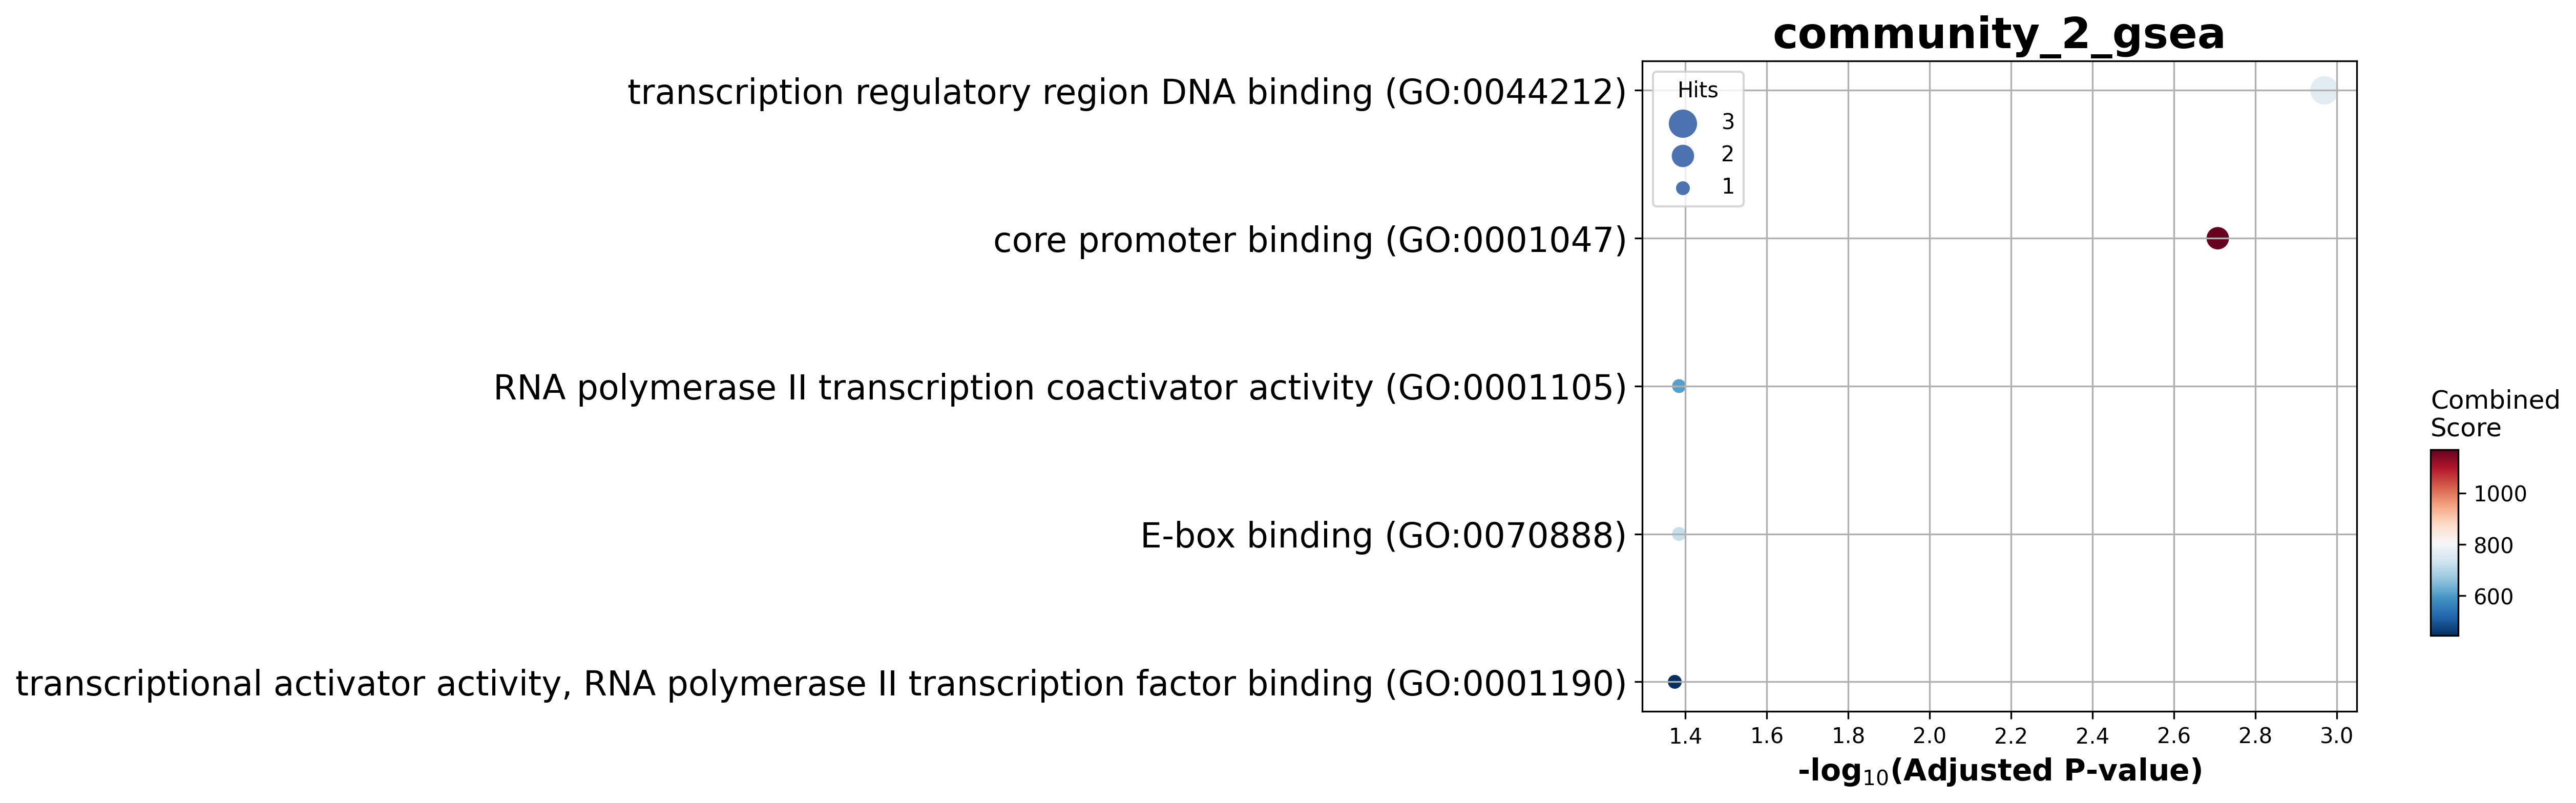 community_2_gsea
transcription regulatory region DNA binding (GO:0044212)
core promoter binding (GO:0001047)
RNA polymerase II transcription coactivator activity (GO:0001105)
E-box binding (GO:0070888)
transcriptional activator activity, RNA polymerase II transcription factor binding (GO:0001190)
Hits
3
2
1
1.4 1.6 1.8 2.0 2.2 2.4 2.6 2.8 3.0
-log10(Adjusted P-value)
Combined
Score
1000
800
600